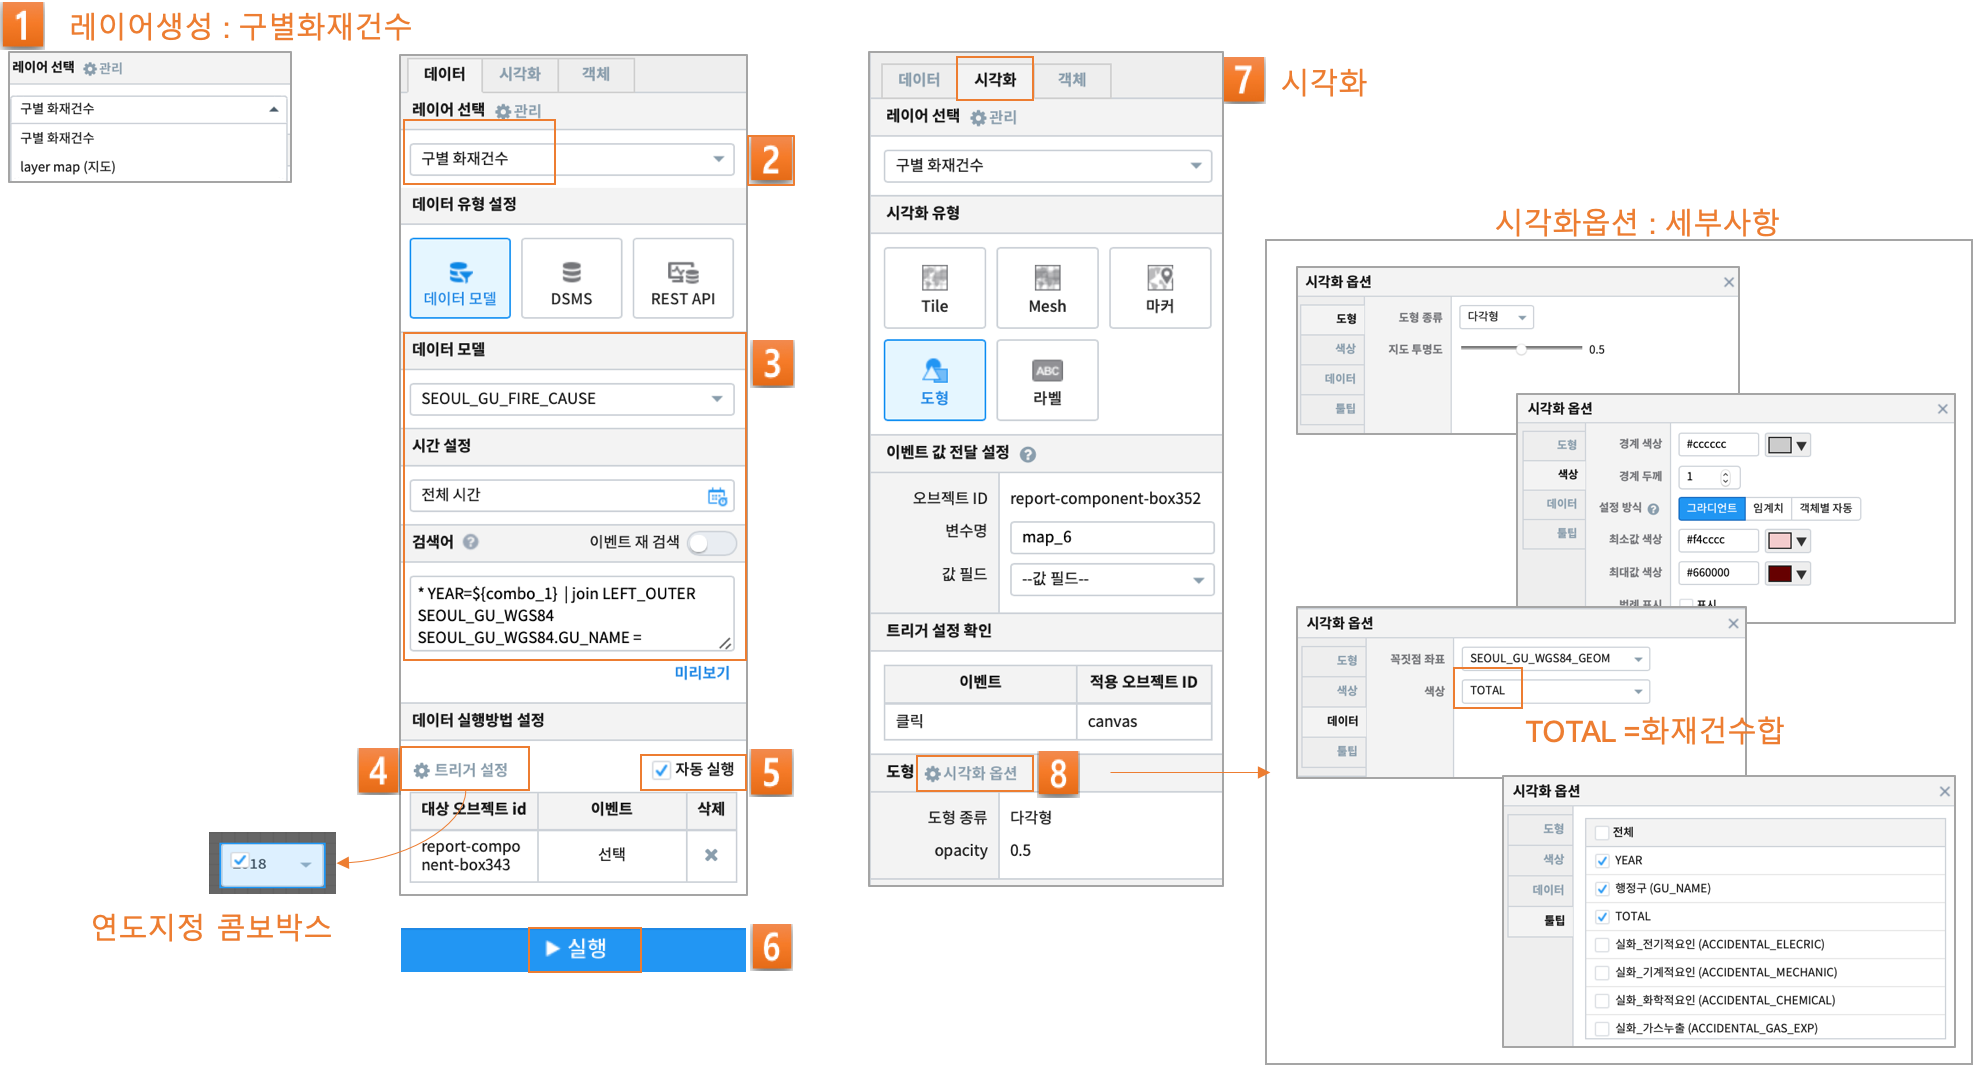 1 레이어생성 : 구별화재건수
레이어 선택 관리
구별 화재건수
구별 화재건수
layer map (지도)
데이터 시각화 객체
레이어 선택 관리
구별 화재건수
2
데이터 유형 설정
데이터 모델 DSMS REST API
데이터 모델
3
SEOUL_GU_FIRE_CAUSE
시간 설정
전체 시간
검색어 ? 이벤트 재 검색
* YEAR=${combo_1} | join LEFT_OUTER
SEOUL_GU_WGS84
SEOUL_GU_WGS84.GU_NAME =
미리보기
데이터 실행방법 설정
4 트리거 설정 자동 실행 5
대상 오브젝트 id 이벤트 삭제
report-compo
nent-box343
선택
18
연도지정 콤보박스
실행 6
데이터 시각화 객체
7 시각화
레이어 선택 관리
구별 화재건수
시각화 유형
Tile Mesh 마커
도형 ABC 라벨
이벤트 값 전달 설정 ?
오브젝트 ID report-component-box352
변수명 map_6
값 필드 --값 필드--
트리거 설정 확인
이벤트 적용 오브젝트 ID
클릭 canvas
도형 시각화 옵션 8
도형 종류 다각형
opacity 0.5
시각화옵션 : 세부사항
시각화 옵션
도형
색상
데이터
툴팁
도형 종류 다각형
지도 투명도 0.5
시각화 옵션
도형
색상
데이터
툴팁
경계 색상 #cccccc
경계 두께 1
설정 방식 ? 그라디언트 임계치 객체별 자동
최소값 색상 #f4cccc
최대값 색상 #660000
범례 표시 표시
시각화 옵션
도형
색상
데이터
툴팁
꼭짓점 좌표 SEOUL_GU_WGS84_GEOM
색상 TOTAL
TOTAL =화재건수합
시각화 옵션
도형
색상
데이터
툴팁
전체
YEAR
행정구 (GU_NAME)
TOTAL
실화_전기적요인 (ACCIDENTAL_ELECRIC)
실화_기계적요인 (ACCIDENTAL_MECHANIC)
실화_화학적요인 (ACCIDENTAL_CHEMICAL)
실화_가스누출 (ACCIDENTAL_GAS_EXP)